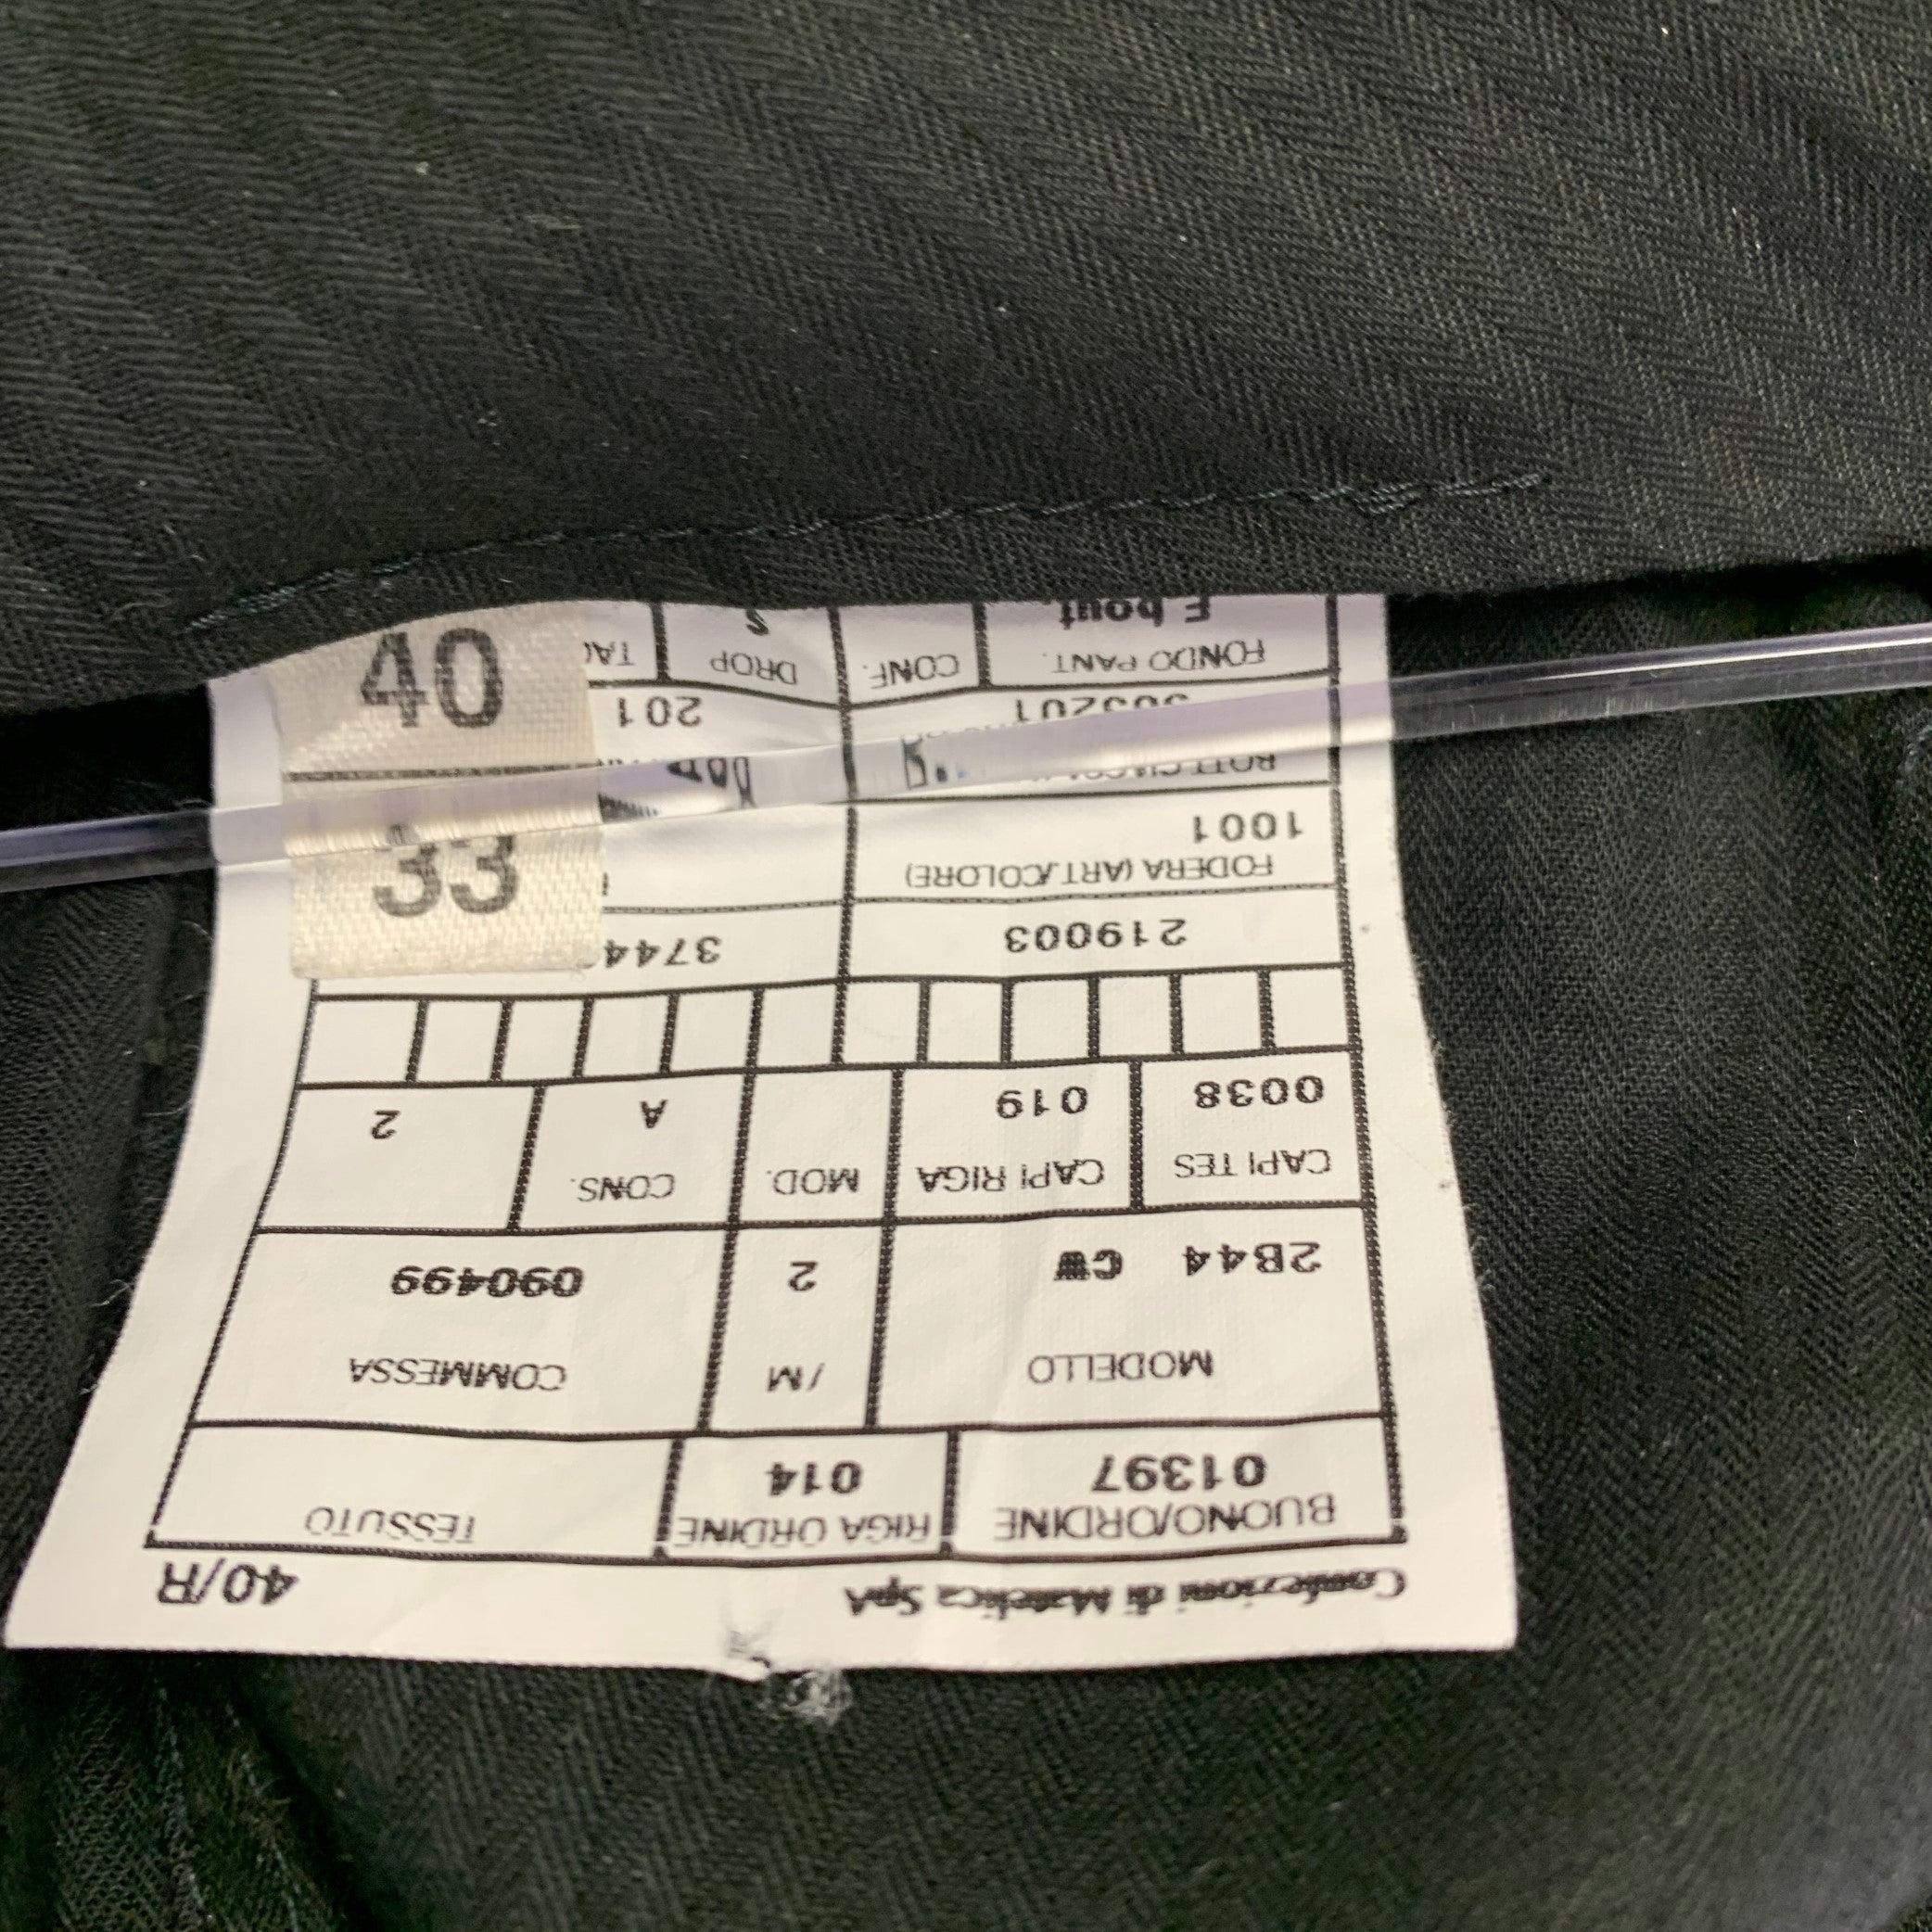 40
33
Confezioni di Matelica SpA 40/R
BUONO/ORDINE RIGA ORDINE TESSUTO
01397 014
MODELLO /M COMMESSA
2B44 CW 2 090499
CAPI TES CAPI RIGA MOD. CONS.
0038 019 A 2
219003 3744
FODERA (ART./COLORE)
1001
201
FONDO PANT. CONF. DROP